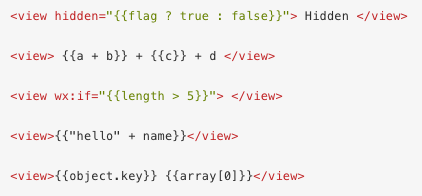 <view hidden="{{flag ? true : false}}"> Hidden </view>
<view> {{a + b}} + {{c}} + d </view>
<view wx:if="{{length > 5}}"> </view>
<view>{{"hello" + name}}</view>
<view>{{object.key}} {{array[0]}}</view>